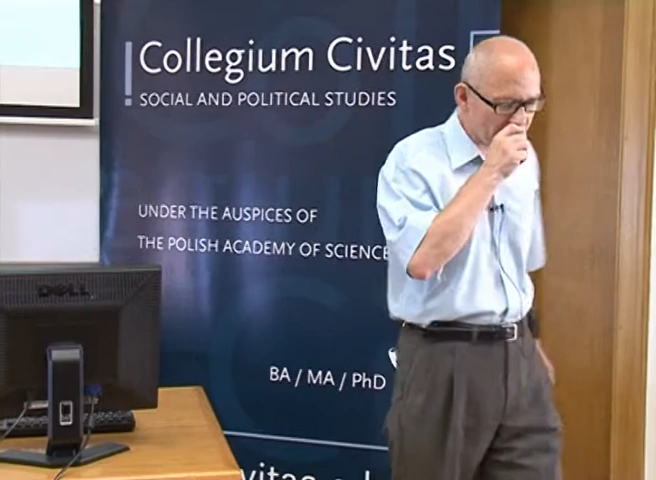 Collegium Civitas
SOCIAL AND POLITICAL STUDIES
UNDER THE AUSPICES OF
THE POLISH ACADEMY OF SCIENCE
BA / MA / PhD
DELL
DELL